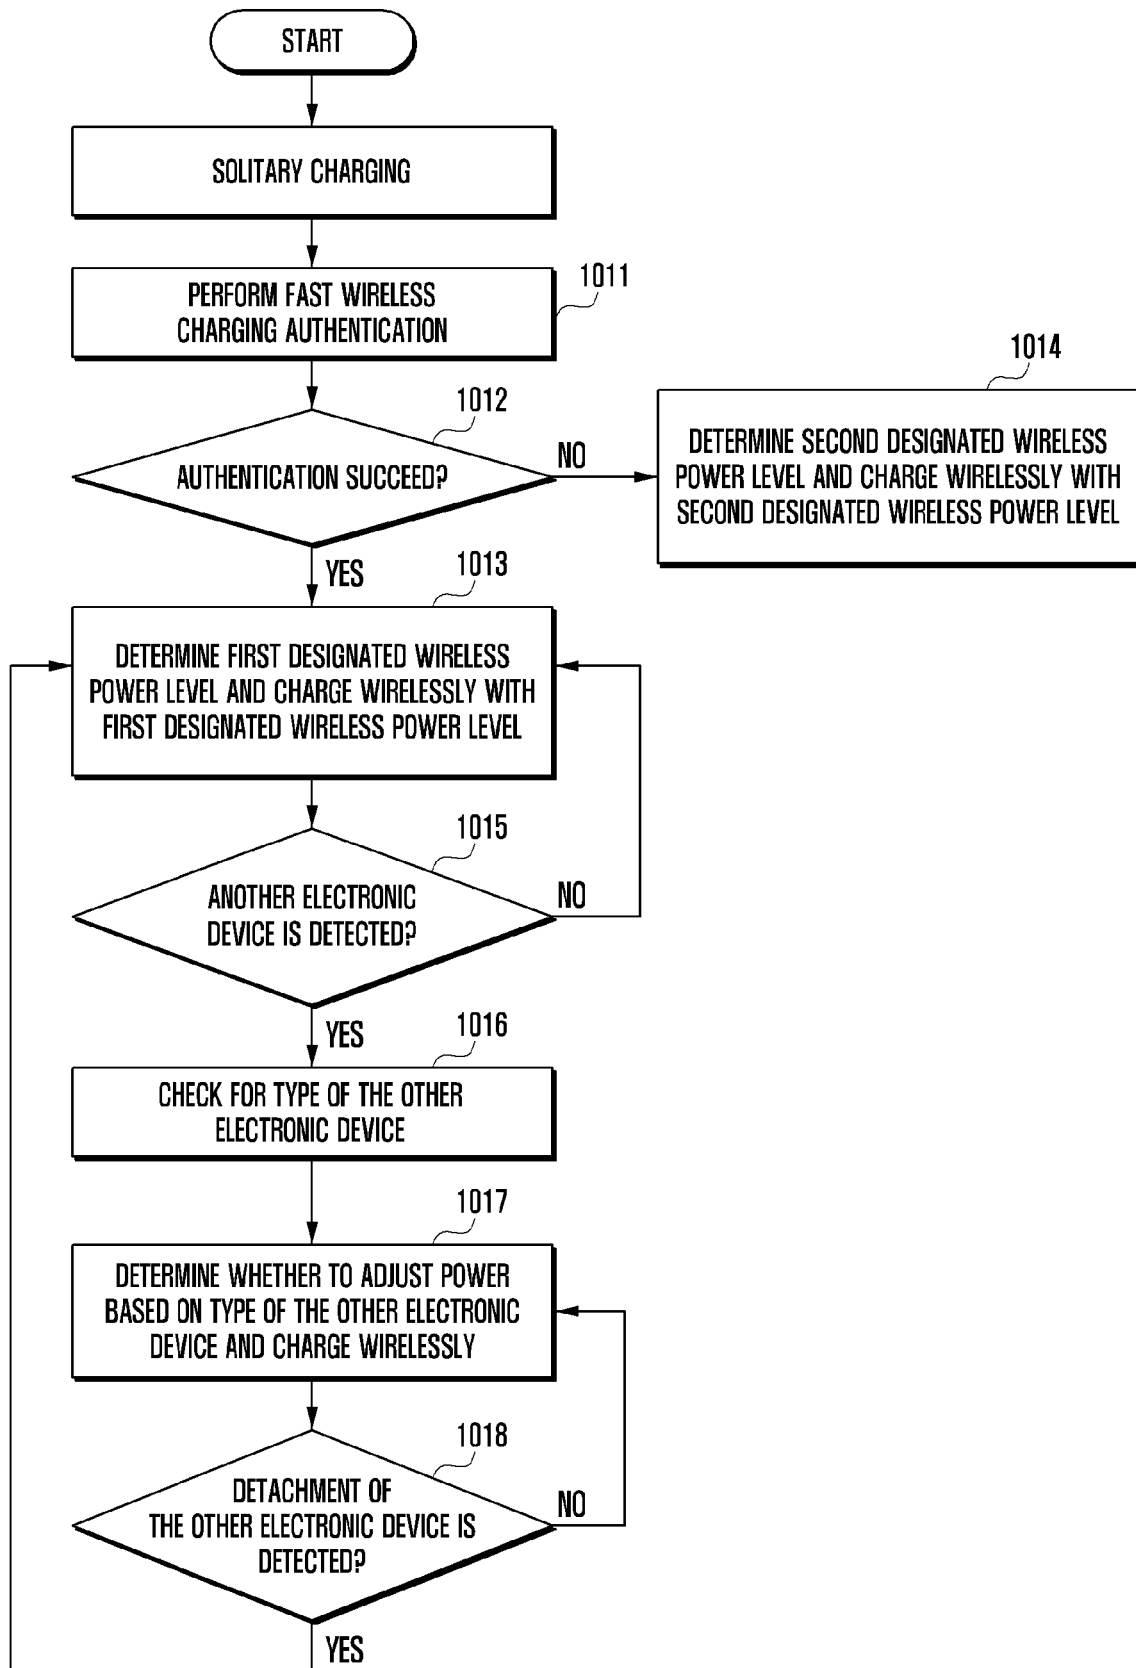 START
SOLITARY CHARGING
1011
PERFORM FAST WIRELESS
CHARGING AUTHENTICATION
1012
AUTHENTICATION SUCCEED?
NO
1014
DETERMINE SECOND DESIGNATED WIRELESS
POWER LEVEL AND CHARGE WIRELESSLY WITH
SECOND DESIGNATED WIRELESS POWER LEVEL
YES
1013
DETERMINE FIRST DESIGNATED WIRELESS
POWER LEVEL AND CHARGE WIRELESSLY WITH
FIRST DESIGNATED WIRELESS POWER LEVEL
1015
ANOTHER ELECTRONIC
DEVICE IS DETECTED?
NO
YES
1016
CHECK FOR TYPE OF THE OTHER
ELECTRONIC DEVICE
1017
DETERMINE WHETHER TO ADJUST POWER
BASED ON TYPE OF THE OTHER ELECTRONIC
DEVICE AND CHARGE WIRELESSLY
1018
DETACHMENT OF
THE OTHER ELECTRONIC DEVICE IS
DETECTED?
NO
YES